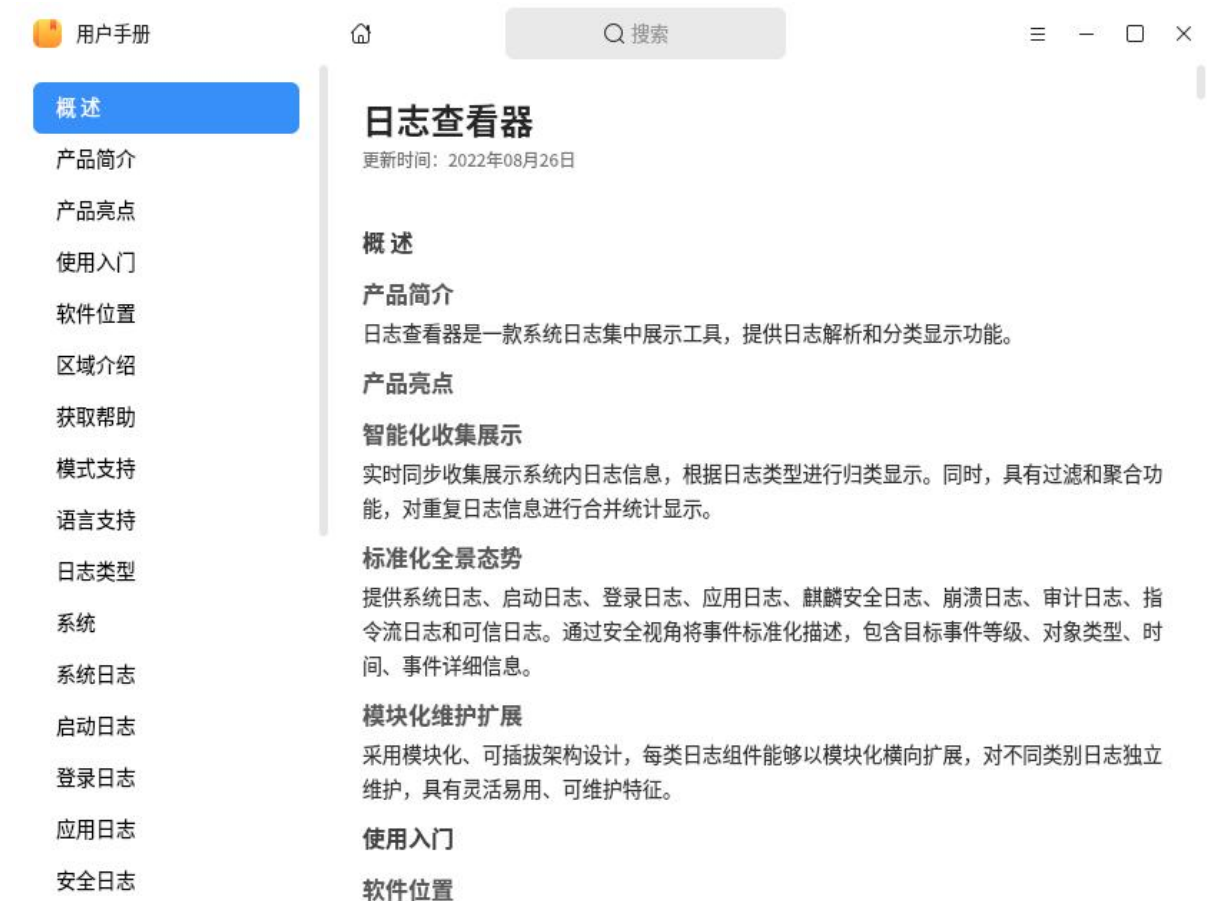 用户手册
搜索
概 述
产品简介
产品亮点
使用入门
软件位置
区域介绍
获取帮助
模式支持
语言支持
日志类型
系统
系统日志
启动日志
登录日志
应用日志
安全日志
日志查看器
更新时间：2022年08月26日
概 述
产品简介
日志查看器是一款系统日志集中展示工具，提供日志解析和分类显示功能。
产品亮点
智能化收集展示
实时同步收集展示系统内日志信息，根据日志类型进行归类显示。同时，具有过滤和聚合功
能，对重复日志信息进行合并统计显示。
标准化全景态势
提供系统日志、启动日志、登录日志、应用日志、麒麟安全日志、崩溃日志、审计日志、指
令流日志和可信日志。通过安全视角将事件标准化描述，包含目标事件等级、对象类型、时
间、事件详细信息。
模块化维护扩展
采用模块化、可插拔架构设计，每类日志组件能够以模块化横向扩展，对不同类别日志独立
维护，具有灵活易用、可维护特征。
使用入门
软件位置